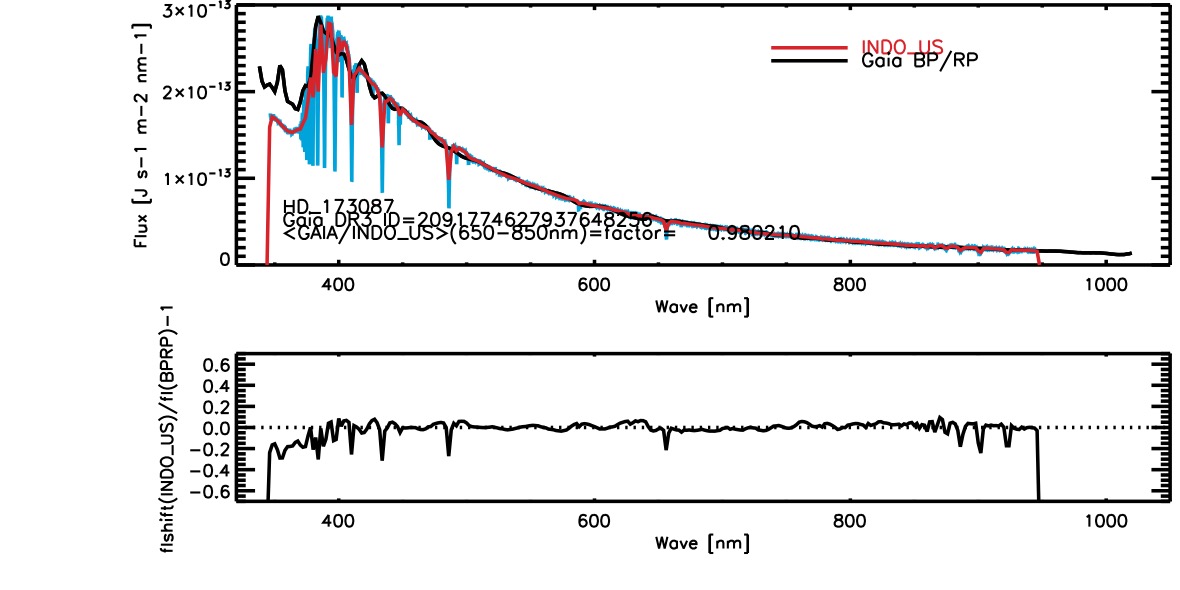 3×10−13
2×10−13
1×10−13
0
Flux [J s−1 m−2 nm−1]
INDO_US
Gaia BP/RP
HD_173087
Gaia DR3 ID=2091774627937648256
<GAIA/INDO_US>(650−850nm)=factor= 0.980210
400 600 800 1000
Wave [nm]
0.6
0.4
0.2
0.0
−0.2
−0.4
−0.6
flshift(INDO_US)/fl(BPRP)−1
400 600 800 1000
Wave [nm]